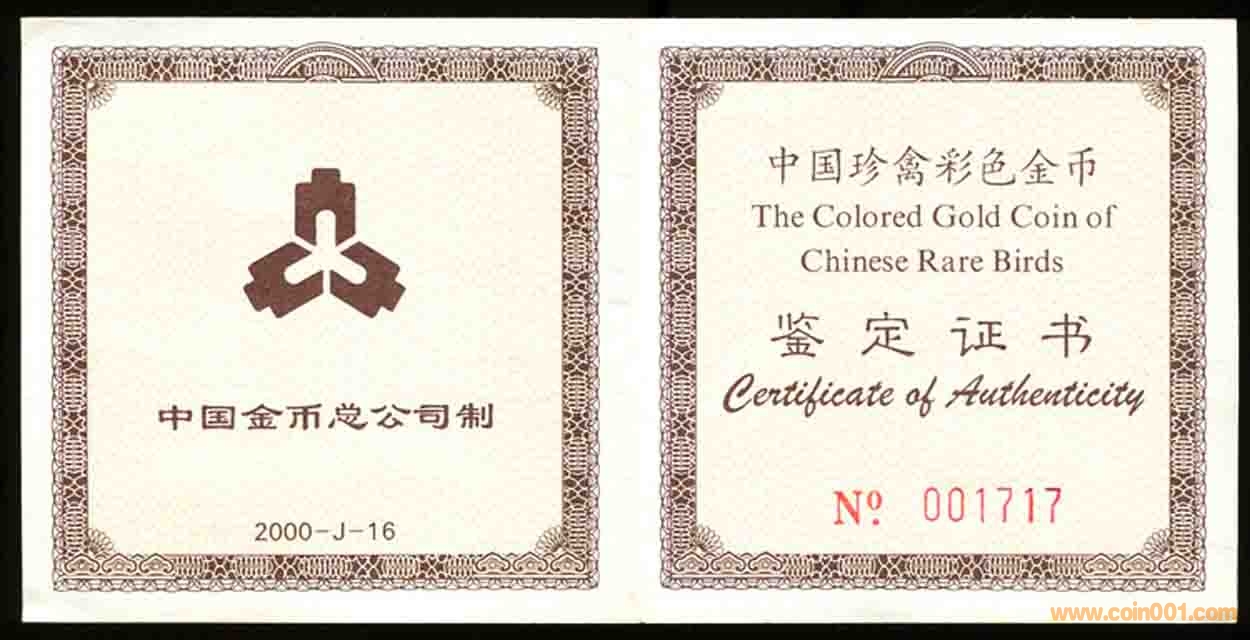 中国金币总公司制
2000-J-16
中国珍禽彩色金币
The Colored Gold Coin of
Chinese Rare Birds
鉴定证书
Certificate of Authenticity
Nº 001717
www.coin001.com